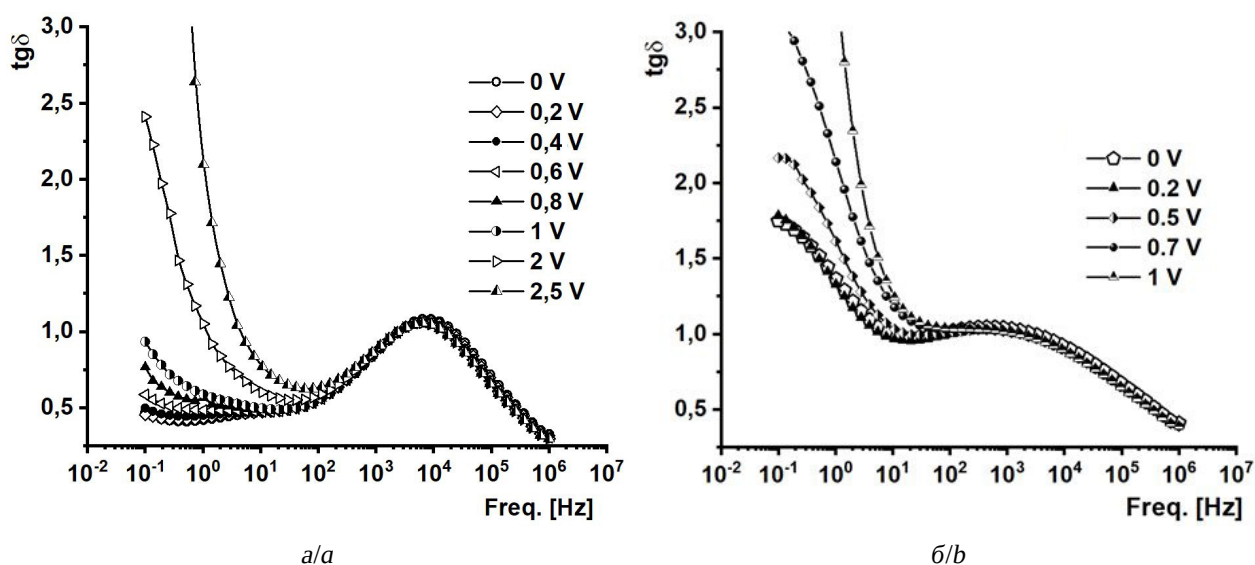 tgδ
3,0
2,5
2,0
1,5
1,0
0,5
10⁻² 10⁻¹ 10⁰ 10¹ 10² 10³ 10⁴ 10⁵ 10⁶ 10⁷
Freq. [Hz]
0 V
0,2 V
0,4 V
0,6 V
0,8 V
1 V
2 V
2,5 V
а/a
tgδ
3,0
2,5
2,0
1,5
1,0
0,5
10⁻² 10⁻¹ 10⁰ 10¹ 10² 10³ 10⁴ 10⁵ 10⁶ 10⁷
Freq. [Hz]
0 V
0.2 V
0.5 V
0.7 V
1 V
б/b